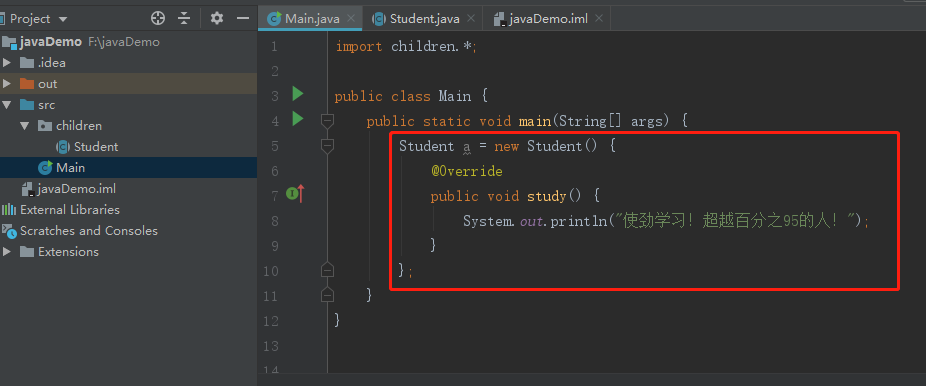 Project
Main.java
Student.java
javaDemo.iml
javaDemo F:\javaDemo
.idea
out
src
children
Student
Main
javaDemo.iml
External Libraries
Scratches and Consoles
Extensions
1 import children.*;
2
3 public class Main {
4 public static void main(String[] args) {
5 Student a = new Student() {
6 @Override
7 public void study() {
8 System.out.println("使劲学习! 超越百分之95的人! ");
9 }
10 };
11 }
12 }
13
14